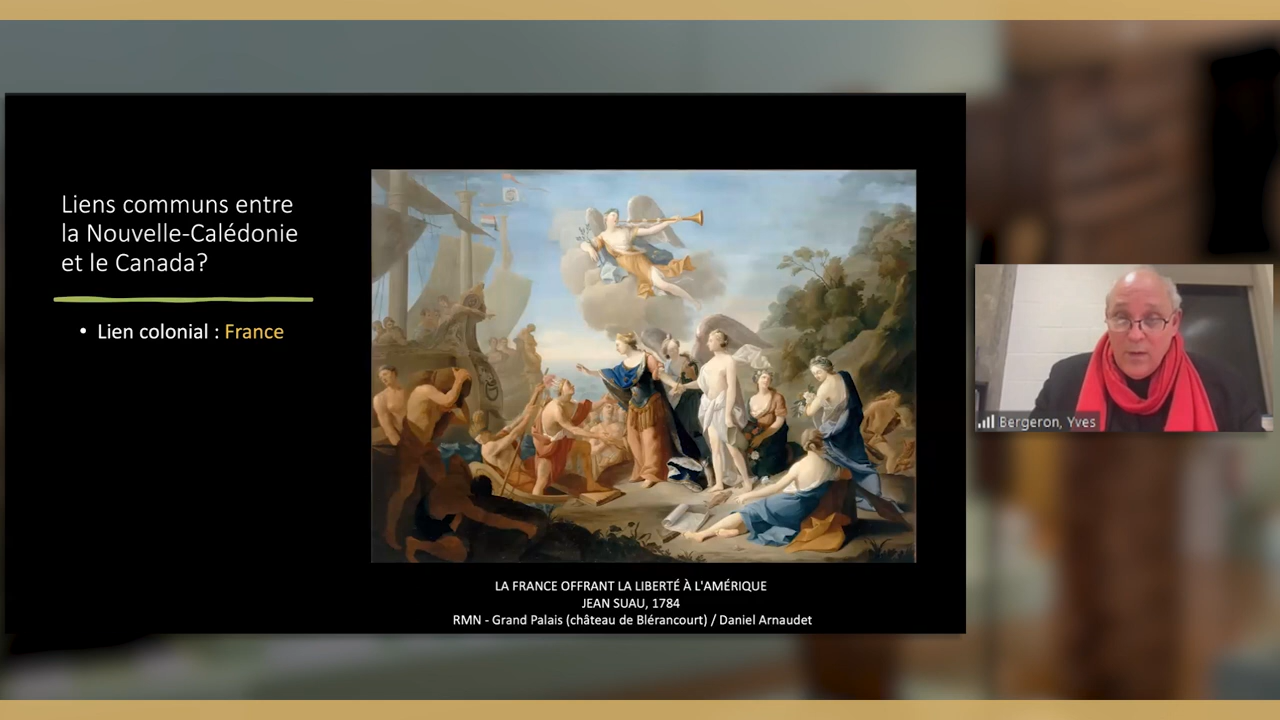 Liens communs entre
la Nouvelle-Calédonie
et le Canada?
• Lien colonial : France
LA FRANCE OFFRANT LA LIBERTÉ À L'AMÉRIQUE
JEAN SUAU, 1784
RMN - Grand Palais (château de Blérancourt) / Daniel Arnaudet
Bergeron, Yves